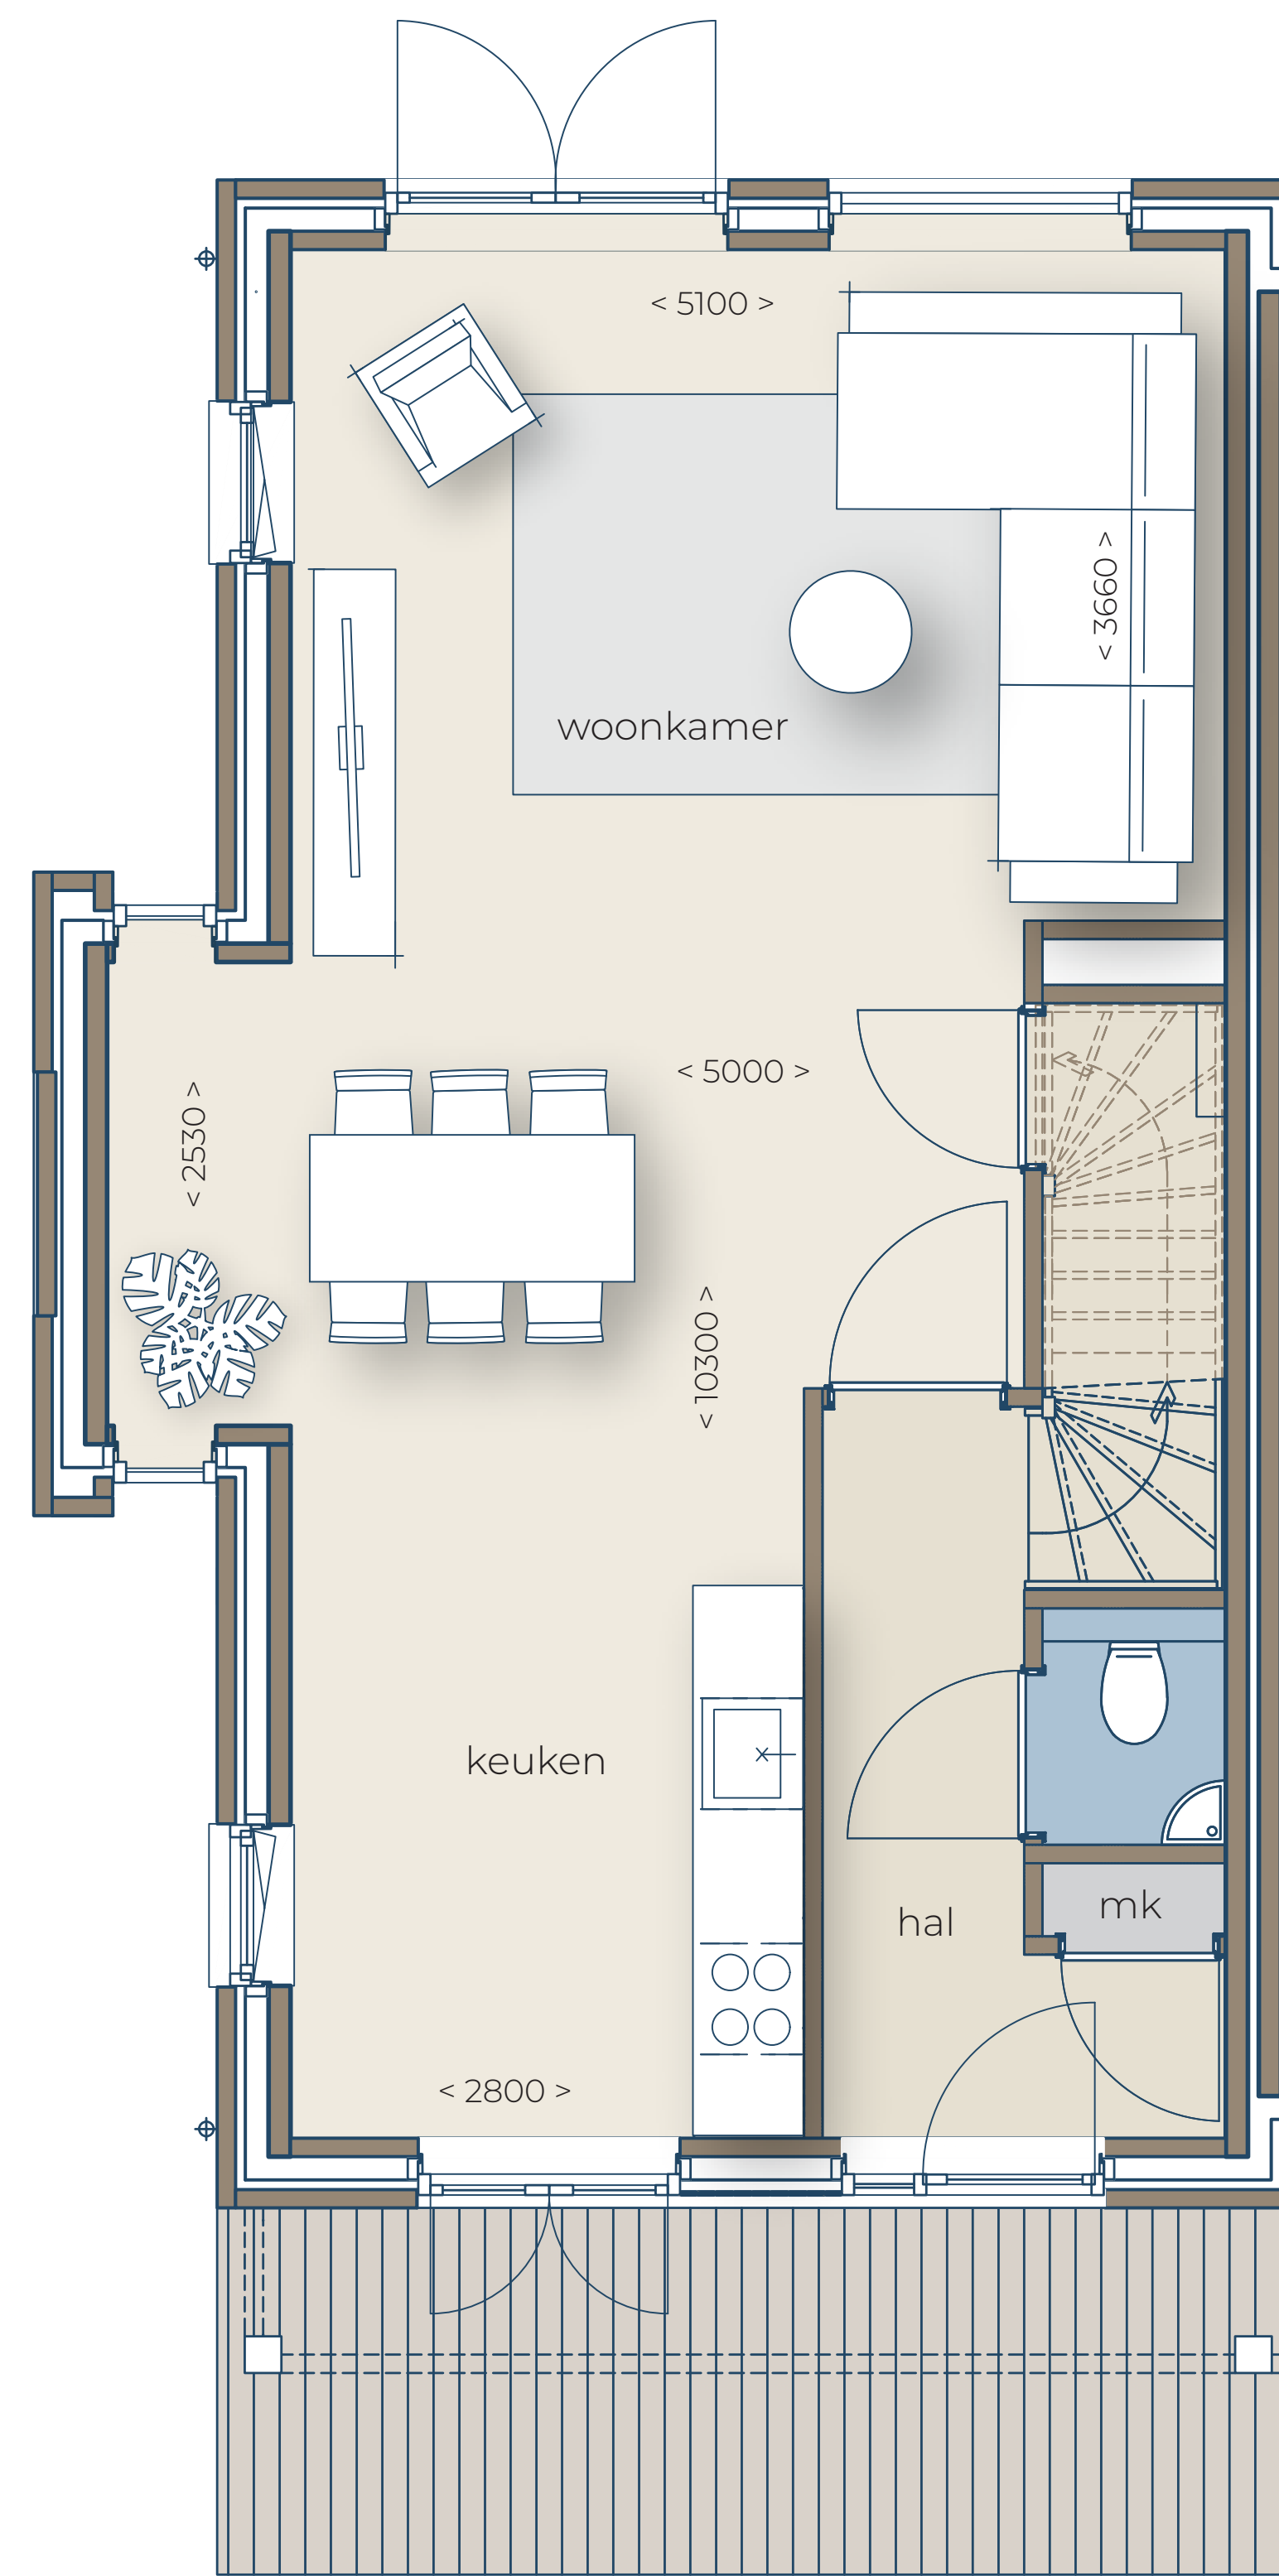 < 5100 >
< 3660 >
woonkamer
< 5000 >
< 2530 >
< 10300 >
keuken
mk
hal
< 2800 >